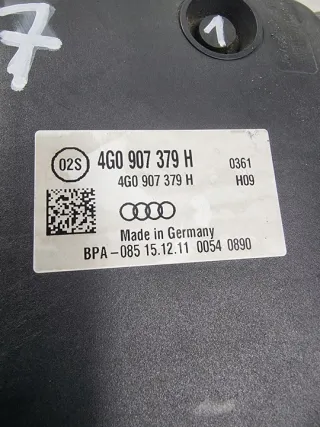 7
1
02S 4G0 907 379 H 0361
4G0 907 379 H H09
Made in Germany
BPA-085 15.12.11 0054 0890